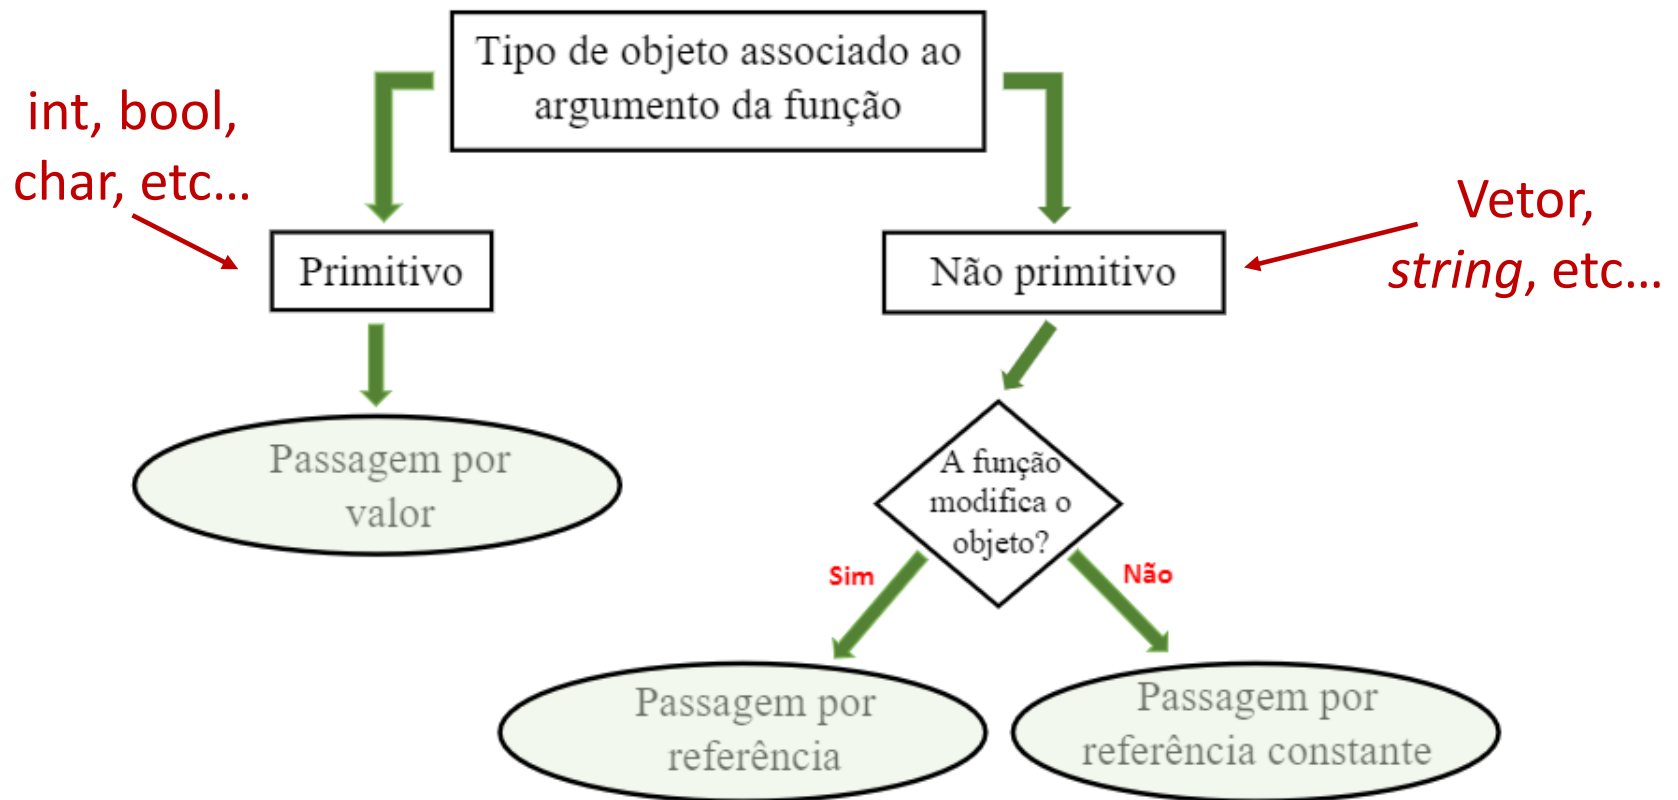 Tipo de objeto associado ao
argumento da função
int, bool,
char, etc...
Vetor,
string, etc...
Primitivo
Não primitivo
Passagem por
valor
A função
modifica o
objeto?
Sim
Não
Passagem por
referência
Passagem por
referência constante